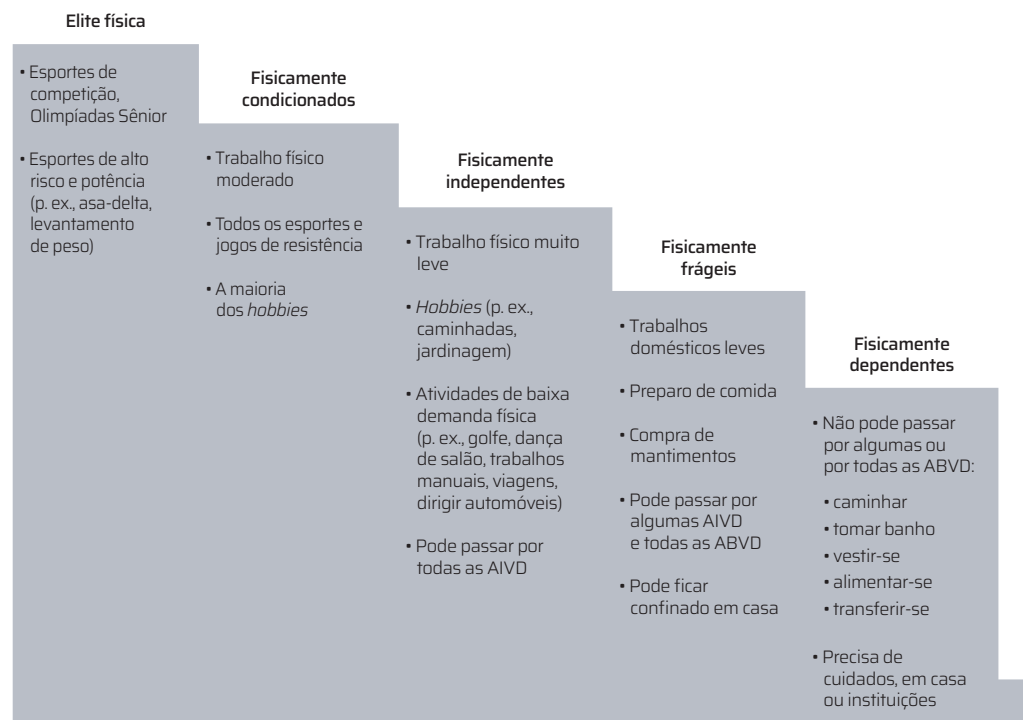 Elite física
• Esportes de
competição,
Olimpíadas Sênior
• Esportes de alto
risco e potência
(p. ex., asa-delta,
levantamento
de peso)
Fisicamente
condicionados
• Trabalho físico
moderado
• Todos os esportes e
jogos de resistência
• A maioria
dos hobbies
Fisicamente
independentes
• Trabalho físico muito
leve
• Hobbies (p. ex.,
caminhadas,
jardinagem)
• Atividades de baixa
demanda física
(p. ex., golfe, dança
de salão, trabalhos
manuais, viagens,
dirigir automóveis)
• Pode passar por
todas as AIVD
Fisicamente
frágeis
• Trabalhos
domésticos leves
• Preparo de comida
• Compra de
mantimentos
• Pode passar por
algumas AIVD
e todas as ABVD
• Pode ficar
confinado em casa
Fisicamente
dependentes
• Não pode passar
por algumas ou
por todas as ABVD:
• caminhar
• tomar banho
• vestir-se
• alimentar-se
• transferir-se
• Precisa de
cuidados, em casa
ou instituições